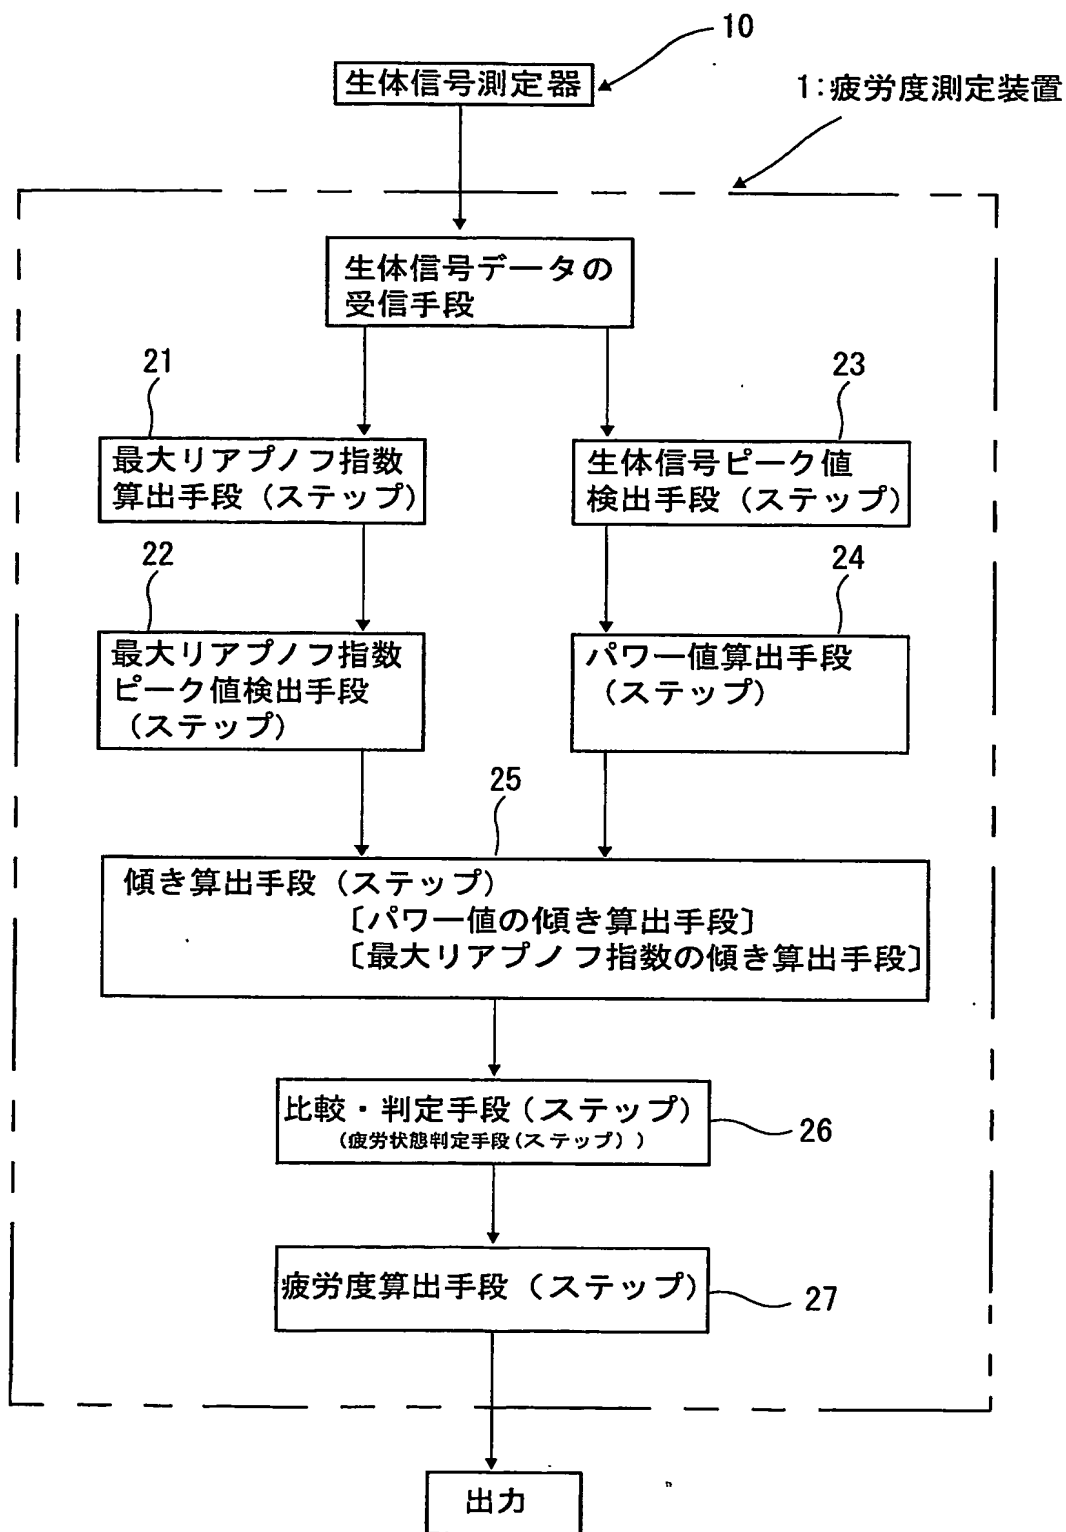 10
生体信号測定器
1:疲労度測定装置
生体信号データの
受信手段
21
最大リアプノフ指数
算出手段(ステップ)
23
生体信号ピーク値
検出手段(ステップ)
22
最大リアプノフ指数
ピーク値検出手段
(ステップ)
24
パワー値算出手段
(ステップ)
25
傾き算出手段(ステップ)
〔パワー値の傾き算出手段〕
〔最大リアプノフ指数の傾き算出手段〕
比較・判定手段(ステップ)
(疲労状態判定手段(ステップ))
26
疲労度算出手段(ステップ)
27
出力